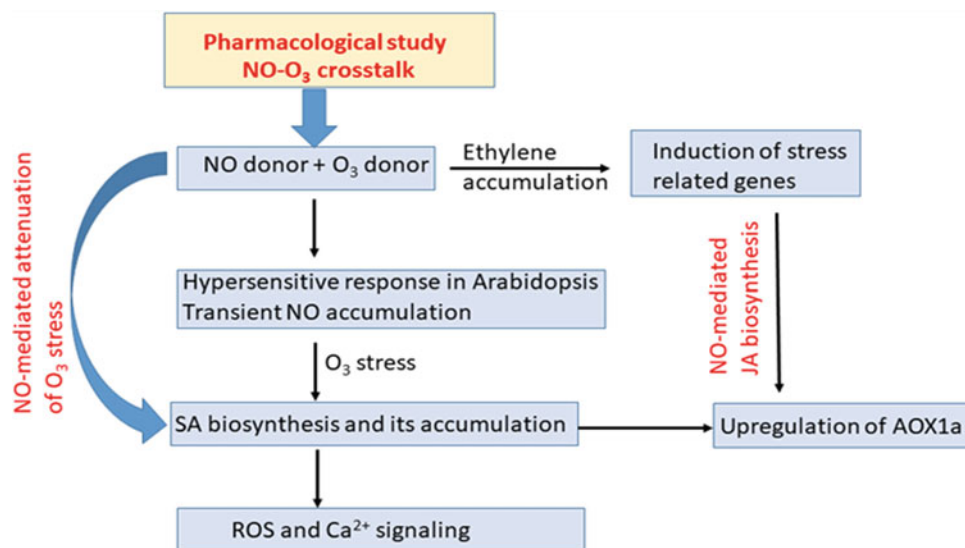 Pharmacological study
NO-O₃ crosstalk
NO donor + O₃ donor
Ethylene
accumulation
Induction of stress
related genes
NO-mediated attenuation
of O₃ stress
Hypersensitive response in Arabidopsis
Transient NO accumulation
NO-mediated
JA biosynthesis
O₃ stress
SA biosynthesis and its accumulation
Upregulation of AOX1a
ROS and Ca²⁺ signaling